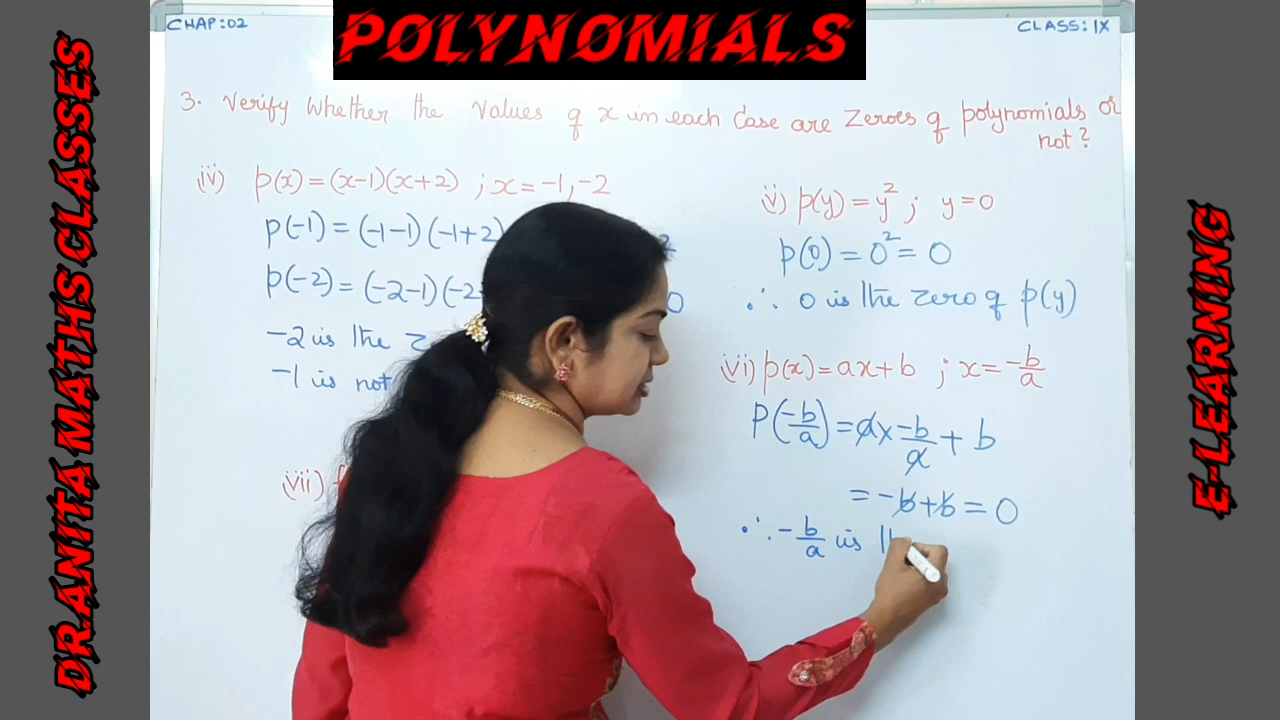 CHAP:02
POLYNOMIALS
CLASS: IX
DR.ANITA MATHS CLASSES
E-LEARNING
3. Verify whether the values of x in each case are zeroes of polynomials or
not?
iv) p(x) = (x-1)(x+2) ; x = -1, -2
p(-1) = (-1-1)(-1+2)
p(-2) = (-2-1)(-2
0
-2 is the
-1 is not
vii)
v) p(y) = y² ; y = 0
p(0) = 0² = 0
∴ 0 is the zero of p(y)
vi) p(x) = ax + b ; x = -b/a
P(-b/a) = a x -b/a + b
= -b + b = 0
∴ -b/a is